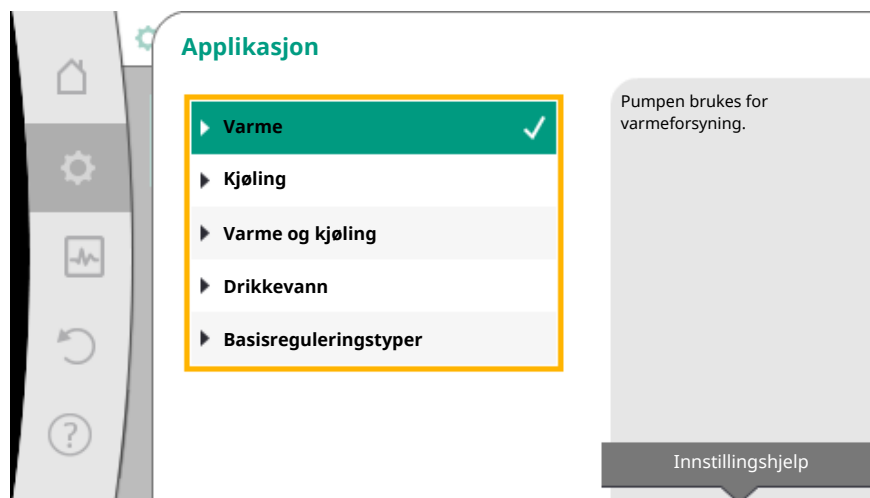 Applikasjon
Varme
Kjøling
Varme og kjøling
Drikkevann
Basisreguleringstyper
Pumpen brukes for
varmeforsyning.
Innstillingshjelp
?